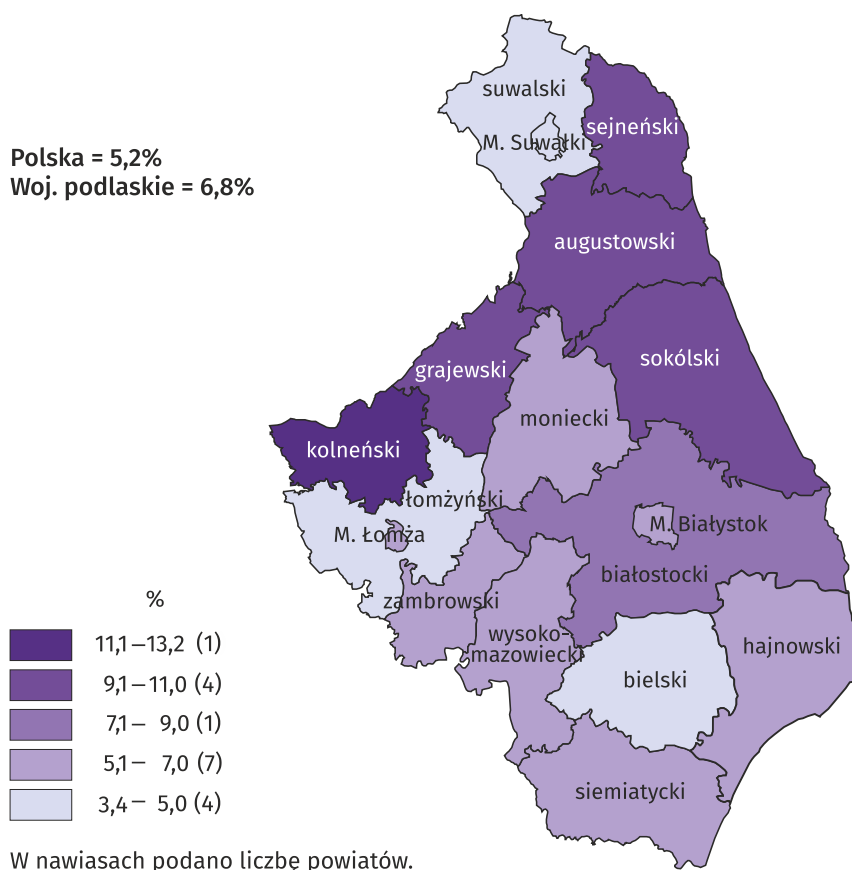 suwalski
sejneński
M. Suwałki
Polska = 5,2%
Woj. podlaskie = 6,8%
augustowski
sokólski
grajewski
moniecki
kolneński
łomżyński
M. Białystok
M. Łomża
białostocki
%
zambrowski
wysoko-
mazowiecki
hajnowski
bielski
siemiatycki
11,1–13,2 (1)
9,1–11,0 (4)
7,1– 9,0 (1)
5,1– 7,0 (7)
3,4– 5,0 (4)
W nawiasach podano liczbę powiatów.